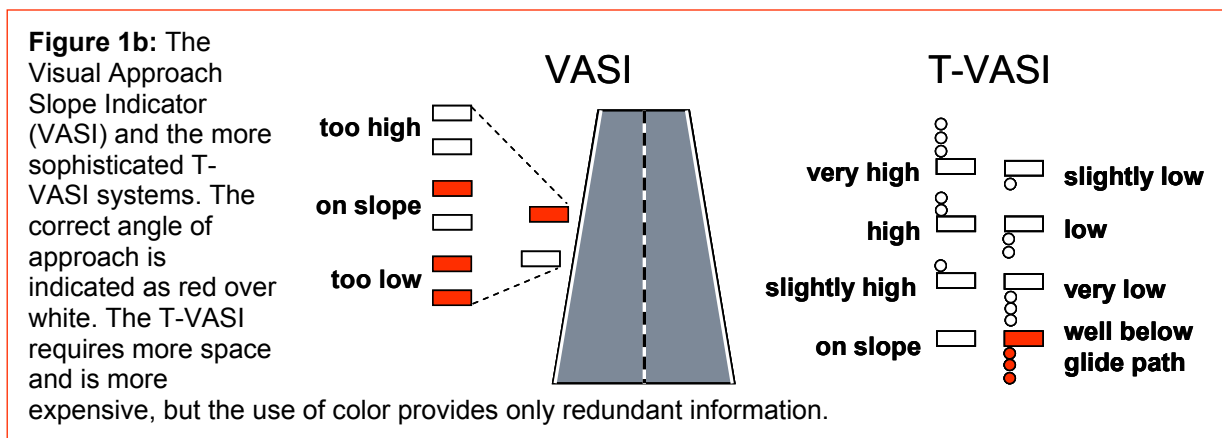 Figure 1b: The
Visual Approach
Slope Indicator
(VASI) and the more
sophisticated T-
VASI systems. The
correct angle of
approach is
indicated as red over
white. The T-VASI
requires more space
and is more
expensive, but the use of color provides only redundant information.
VASI
too high
on slope
too low
T-VASI
very high
high
slightly high
on slope
slightly low
low
very low
well below
glide path